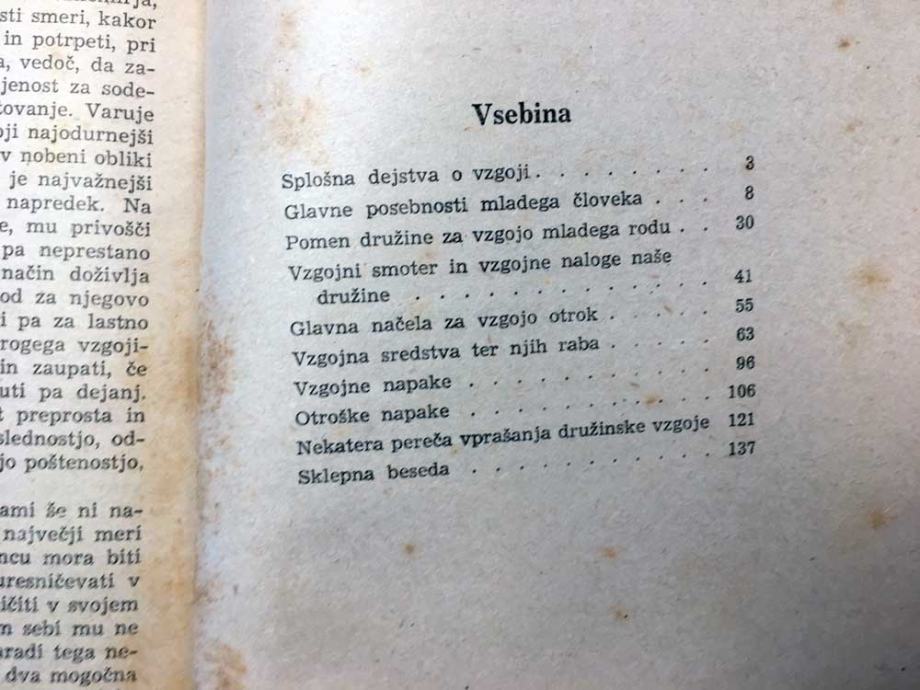 sti smeri, kakor
in potrpeti, pri
vedoč, da za-
jenost za sode-
tovanje. Varuje
oji najodurnejši
v nobeni obliki
je najvažnejši
napredek. Na
e, mu privošči
pa neprestano
način doživlja
od za njegovo
i pa za lastno
rogega vzgoji-
in zaupati, če
uti pa dejanj.
t preprosta in
slednostjo, od-
jo poštenostjo,
ami še ni na-
največji meri
ncu mora biti
uresničevati v
ičiti v svojem
m sebi mu ne
aradi tega ne-
dva mogočna
Vsebina
Splošna dejstva o vzgoji . . . . . . . . 3
Glavne posebnosti mladega človeka . . . 8
Pomen družine za vzgojo mladega rodu . . 30
Vzgojni smoter in vzgojne naloge naše
družine . . . . . . . . . . . . . 41
Glavna načela za vzgojo otrok . . . . . 55
Vzgojna sredstva ter njih raba . . . . . 63
Vzgojne napake . . . . . . . . . . . 96
Otroške napake . . . . . . . . . . . 106
Nekatera pereča vprašanja družinske vzgoje 121
Sklepna beseda . . . . . . . . . . . 137